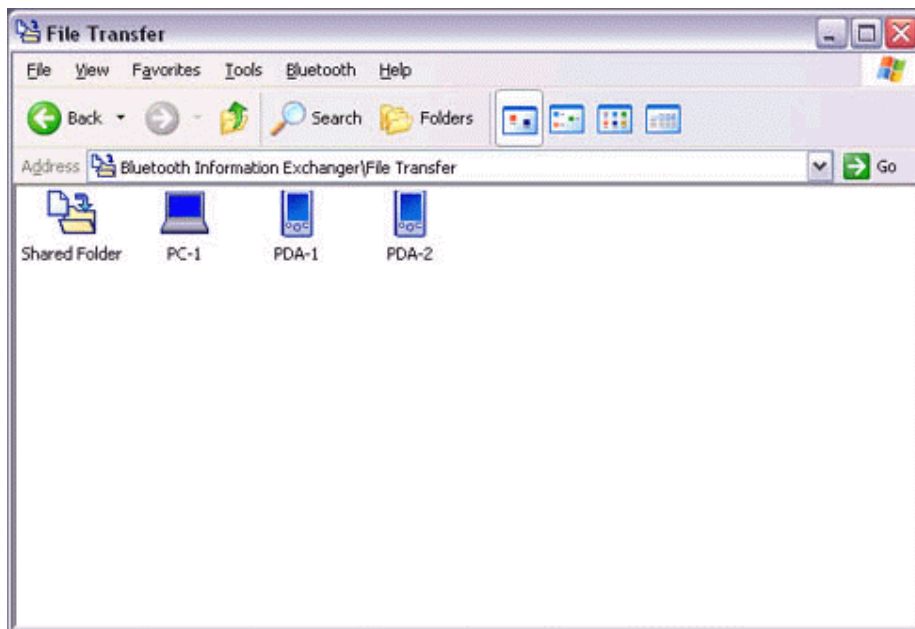 File Transfer
File View Favorites Tools Bluetooth Help
Back Search Folders
Address Bluetooth Information Exchanger\File Transfer Go
Shared Folder PC-1 PDA-1 PDA-2